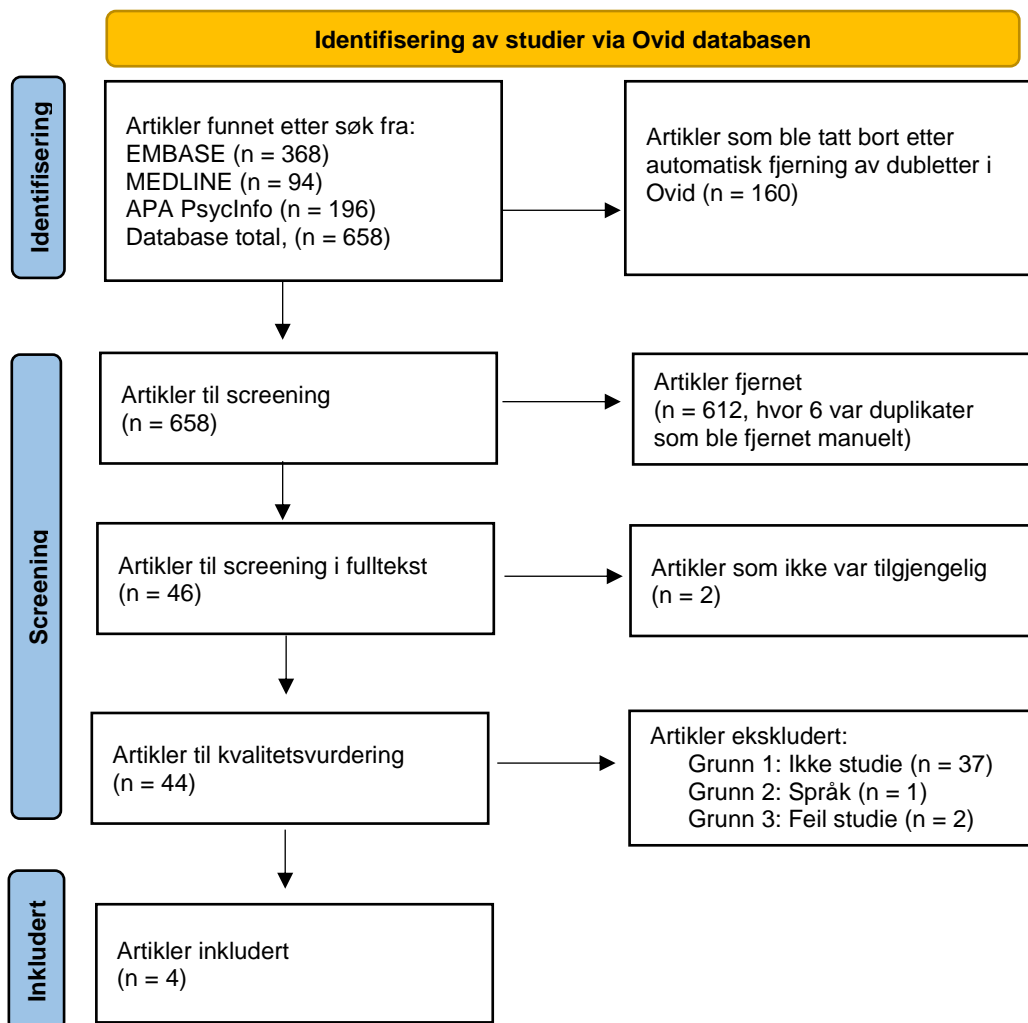 Identifisering av studier via Ovid databasen
Identifisering
Artikler funnet etter søk fra:
EMBASE (n = 368)
MEDLINE (n = 94)
APA PsycInfo (n = 196)
Database total, (n = 658)
Artikler som ble tatt bort etter
automatisk fjerning av dubletter i
Ovid (n = 160)
Screening
Artikler til screening
(n = 658)
Artikler fjernet
(n = 612, hvor 6 var duplikater
som ble fjernet manuelt)
Artikler til screening i fulltekst
(n = 46)
Artikler som ikke var tilgjengelig
(n = 2)
Artikler til kvalitetsvurdering
(n = 44)
Artikler ekskludert:
Grunn 1: Ikke studie (n = 37)
Grunn 2: Språk (n = 1)
Grunn 3: Feil studie (n = 2)
Inkludert
Artikler inkludert
(n = 4)